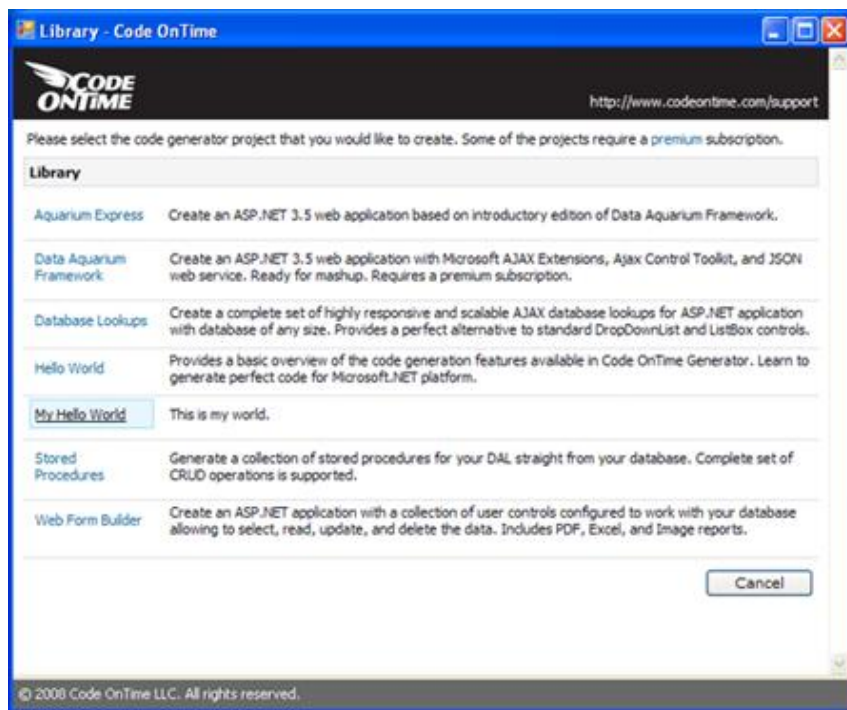 Library - Code OnTime
CODE
ONTIME
http://www.codeontime.com/support
Please select the code generator project that you would like to create. Some of the projects require a premium subscription.
Library
Aquarium Express
Create an ASP.NET 3.5 web application based on introductory edition of Data Aquarium Framework.
Data Aquarium
Framework
Create an ASP.NET 3.5 web application with Microsoft AJAX Extensions, Ajax Control Toolkit, and JSON
web service. Ready for mashup. Requires a premium subscription.
Database Lookups
Create a complete set of highly responsive and scalable AJAX database lookups for ASP.NET application
with database of any size. Provides a perfect alternative to standard DropDownList and ListBox controls.
Hello World
Provides a basic overview of the code generation features available in Code OnTime Generator. Learn to
generate perfect code for Microsoft.NET platform.
My Hello World
This is my world.
Stored
Procedures
Generate a collection of stored procedures for your DAL straight from your database. Complete set of
CRUD operations is supported.
Web Form Builder
Create an ASP.NET application with a collection of user controls configured to work with your database
allowing to select, read, update, and delete the data. Includes PDF, Excel, and Image reports.
Cancel
© 2008 Code OnTime LLC. All rights reserved.